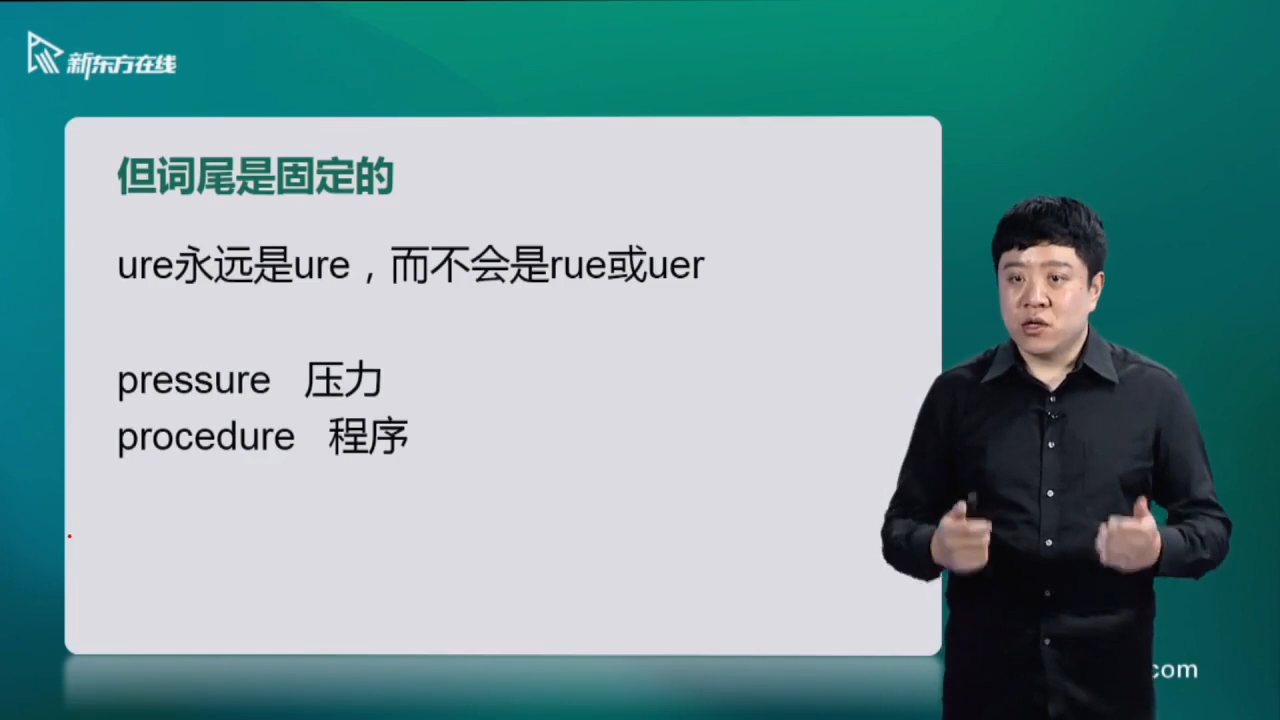 新东方在线
但词尾是固定的
ure永远是ure，而不会是rue或uer
pressure 压力
procedure 程序
com